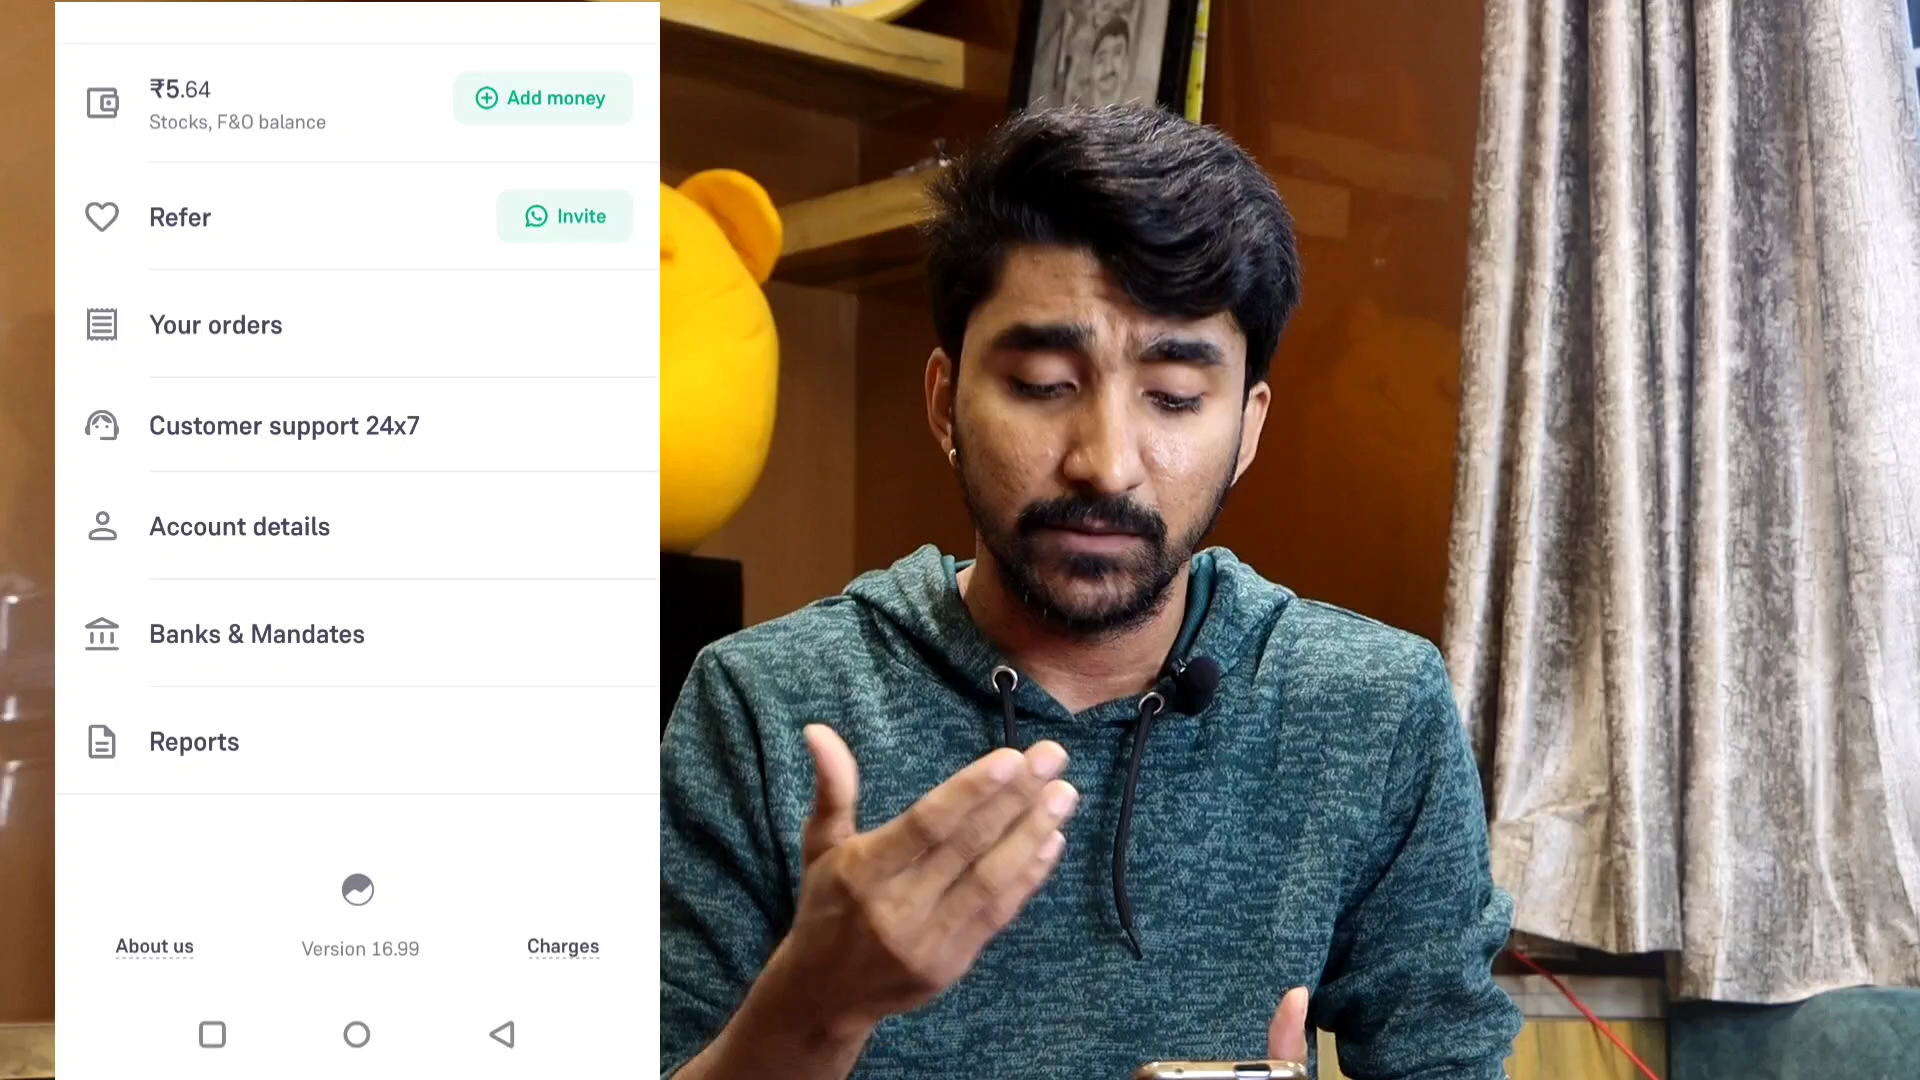 ₹5.64
Add money
Stocks, F&O balance
Refer
Invite
Your orders
Customer support 24x7
Account details
Banks & Mandates
Reports
About us
Version 16.99
Charges